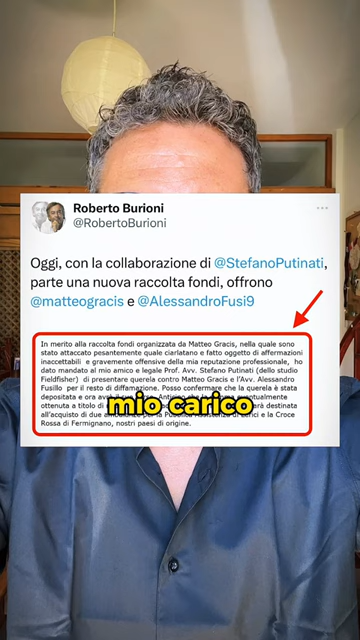 Roberto Burioni
@RobertoBurioni
Oggi, con la collaborazione di @StefanoPutinati,
parte una nuova raccolta fondi, offrono
@matteogracis e @AlessandroFusi9
In merito alla raccolta fondi organizzata da Matteo Gracis, nella quale sono
stato attaccato pesantemente quale ciarlatano e fatto oggetto di affermazioni
inaccettabili e gravemente offensive della mia reputazione professionale, ho
dato mandato al mio amico e legale Prof. Avv. Stefano Putinati (dello studio
Fieldfisher) di presentare querela contro Matteo Gracis e l'Avv. Alessandro
Fusillo per il resto di diffamazione. Posso confermare che la querela è stata
depositata e ora
ottenuta a titolo di destinata
all'acquisto di due per la e la Croce
Rossa di Fermignano, nostri paesi di origine.
mio carico